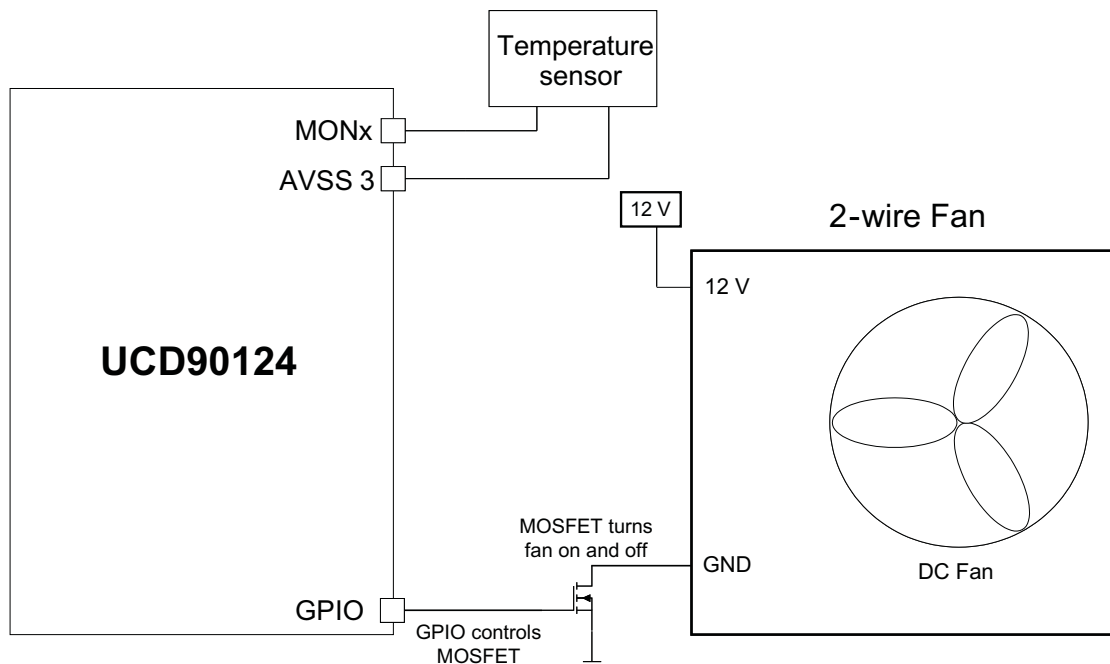 Temperature
sensor
MONx
AVSS 3
12 V
2-wire Fan
12 V
UCD90124
MOSFET turns
fan on and off
GND
DC Fan
GPIO
GPIO controls
MOSFET